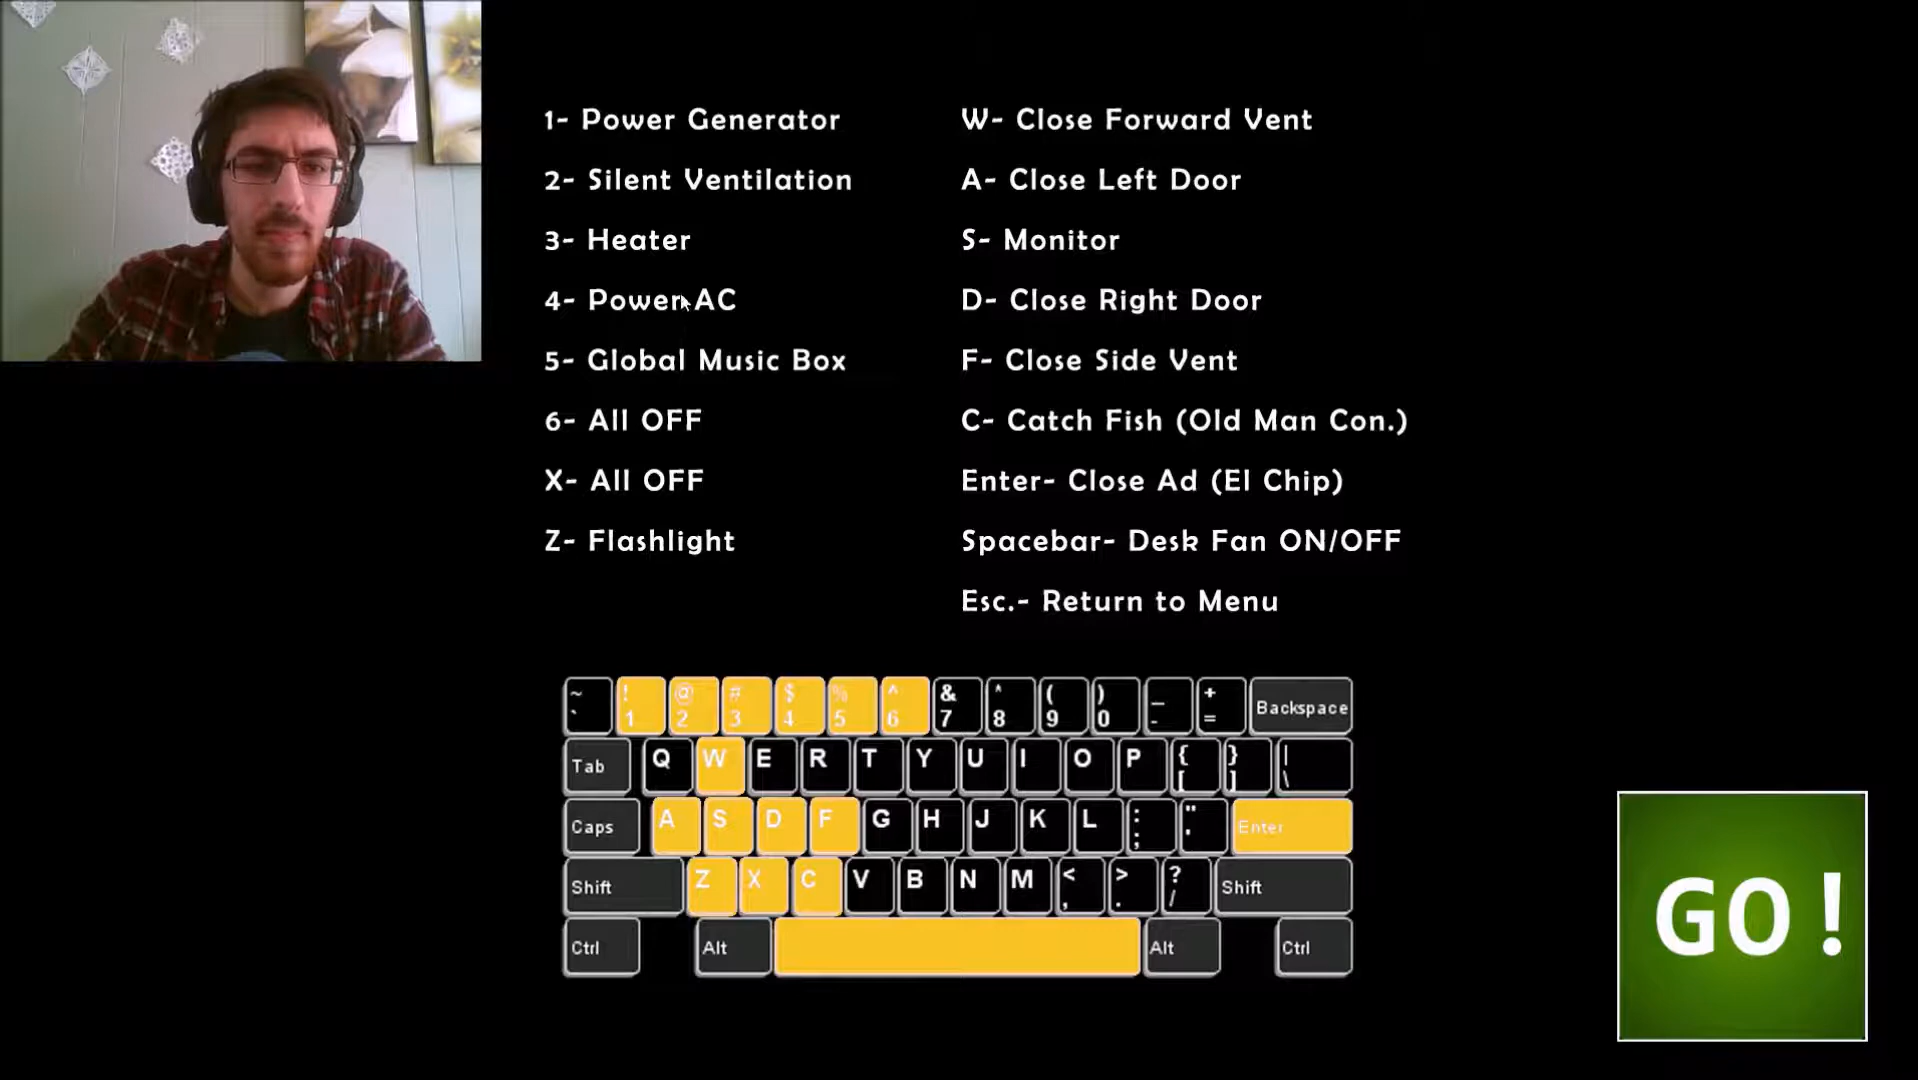 1- Power Generator
2- Silent Ventilation
3- Heater
4- Power AC
5- Global Music Box
6- All OFF
X- All OFF
Z- Flashlight
W- Close Forward Vent
A- Close Left Door
S- Monitor
D- Close Right Door
F- Close Side Vent
C- Catch Fish (Old Man Con.)
Enter- Close Ad (El Chip)
Spacebar- Desk Fan ON/OFF
Esc.- Return to Menu
~ ! @ # $ % ^ & * ( ) _ + Backspace
` 1 2 3 4 5 6 7 8 9 0 - =
Tab Q W E R T Y U I O P { } |
[ ] \
Caps A S D F G H J K L : " Enter
; '
Shift Z X C V B N M < > ? Shift
, . /
Ctrl Alt Alt Ctrl
GO!